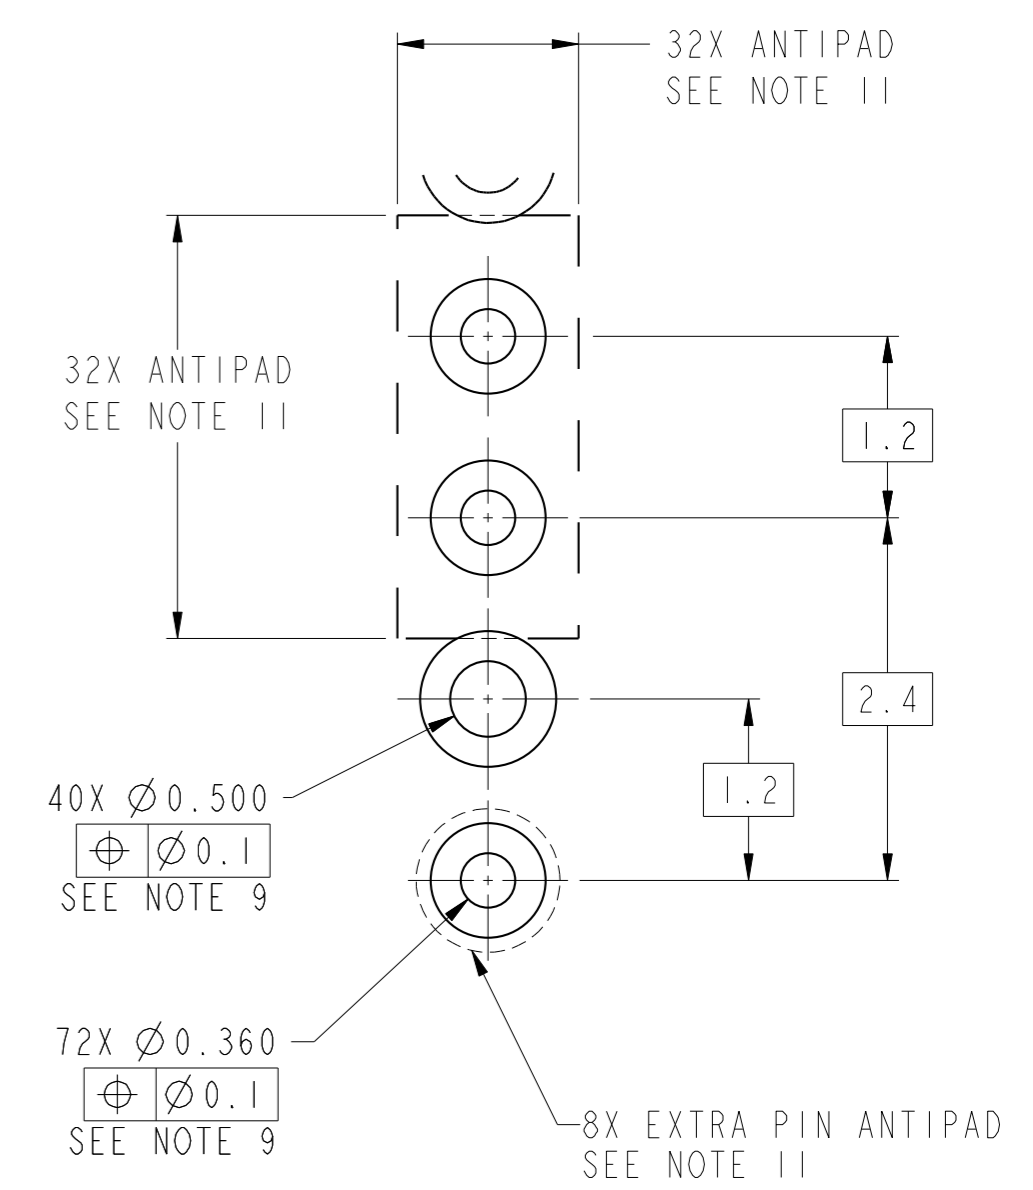 32X ANTIPAD
SEE NOTE 11
32X ANTIPAD
SEE NOTE 11
1.2
2.4
1.2
40X Ø0.500
⌖ Ø0.1
SEE NOTE 9
72X Ø0.360
⌖ Ø0.1
SEE NOTE 9
8X EXTRA PIN ANTIPAD
SEE NOTE 11